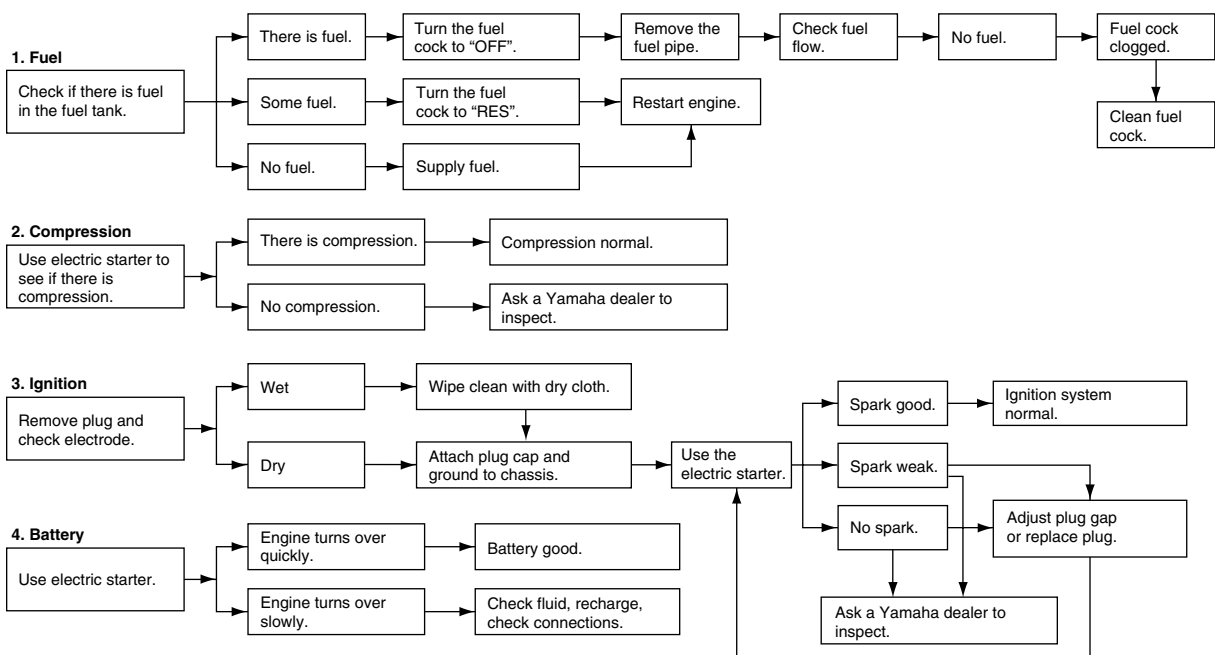 1. Fuel
Check if there is fuel
in the fuel tank.
There is fuel.
Turn the fuel
cock to “OFF”.
Remove the
fuel pipe.
Check fuel
flow.
No fuel.
Fuel cock
clogged.
Clean fuel
cock.
Some fuel.
Turn the fuel
cock to “RES”.
Restart engine.
No fuel.
Supply fuel.
2. Compression
Use electric starter to
see if there is
compression.
There is compression.
Compression normal.
No compression.
Ask a Yamaha dealer to
inspect.
3. Ignition
Remove plug and
check electrode.
Wet
Wipe clean with dry cloth.
Dry
Attach plug cap and
ground to chassis.
Use the
electric starter.
Spark good.
Ignition system
normal.
Spark weak.
No spark.
Adjust plug gap
or replace plug.
Ask a Yamaha dealer to
inspect.
4. Battery
Use electric starter.
Engine turns over
quickly.
Battery good.
Engine turns over
slowly.
Check fluid, recharge,
check connections.